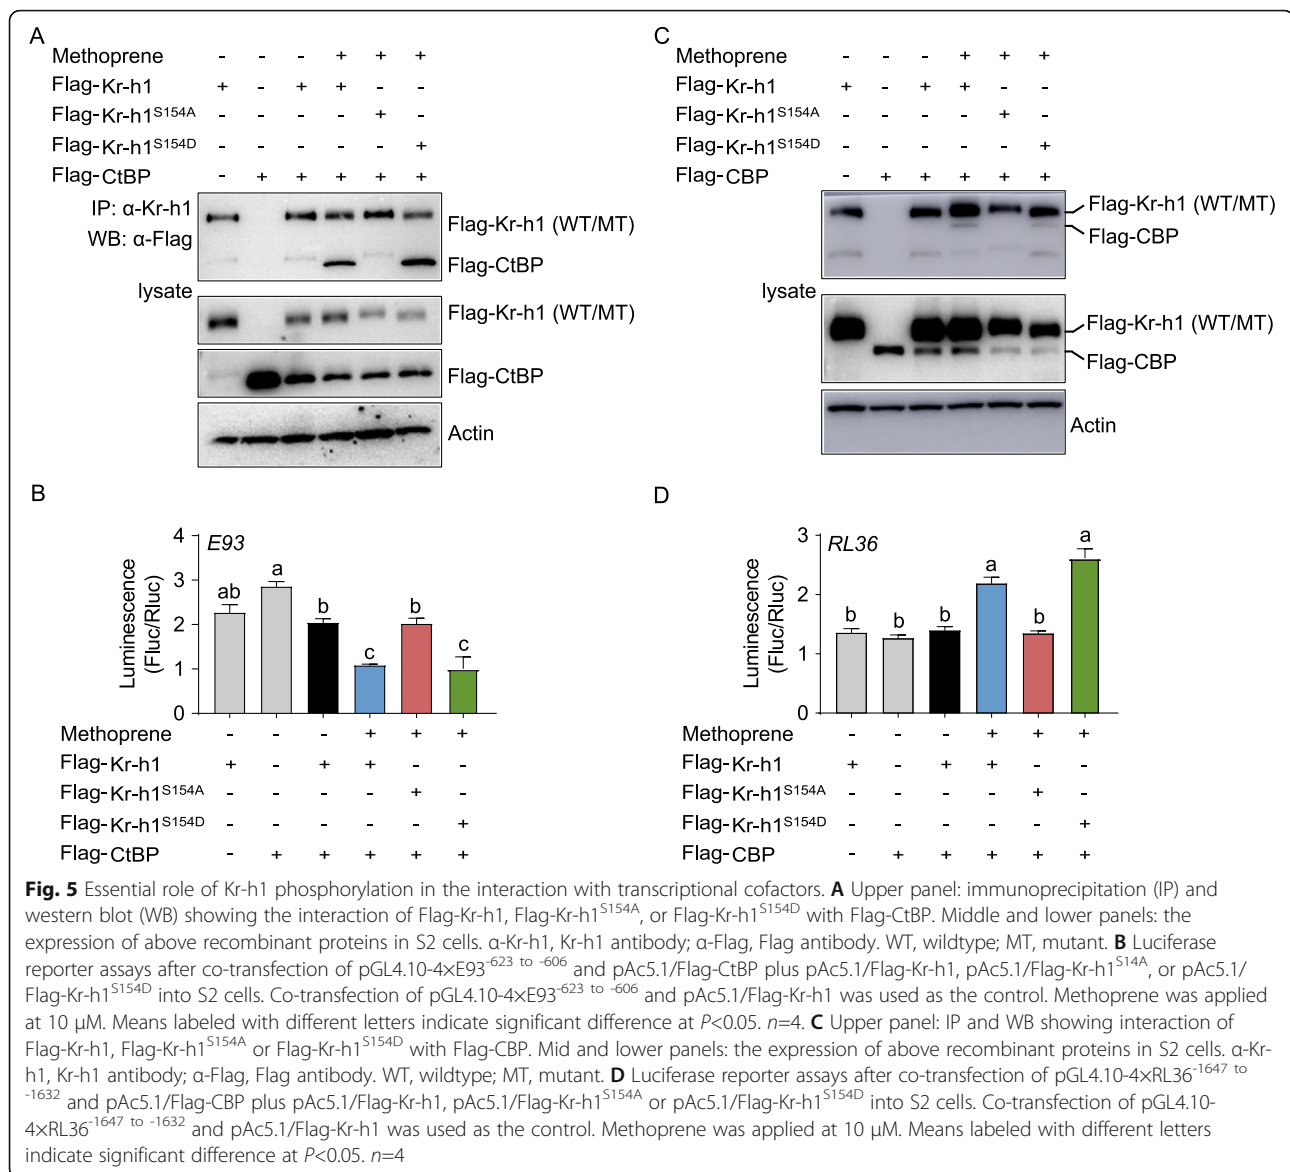 A
Methoprene - - - + + +
Flag-Kr-h1 + - + + - -
Flag-Kr-h1S154A - - - - + -
Flag-Kr-h1S154D - - - - - +
Flag-CtBP - + + + + +
IP: α-Kr-h1
WB: α-Flag
Flag-Kr-h1 (WT/MT)
Flag-CtBP
lysate
Flag-Kr-h1 (WT/MT)
Flag-CtBP
Actin
C
Methoprene - - - + + +
Flag-Kr-h1 + - + + - -
Flag-Kr-h1S154A - - - - + -
Flag-Kr-h1S154D - - - - - +
Flag-CBP - + + + + +
Flag-Kr-h1 (WT/MT)
Flag-CBP
lysate
Flag-Kr-h1 (WT/MT)
Flag-CBP
Actin
B
E93
Luminescence
(Fluc/Rluc)
4
3
2
1
0
ab a b c b c
Methoprene - - - + + +
Flag-Kr-h1 + - + + - -
Flag-Kr-h1S154A - - - - + -
Flag-Kr-h1S154D - - - - - +
Flag-CtBP - + + + + +
D
RL36
Luminescence
(Fluc/Rluc)
3
2
1
0
b b b a b a
Methoprene - - - + + +
Flag-Kr-h1 + - + + - -
Flag-Kr-h1S154A - - - - + -
Flag-Kr-h1S154D - - - - - +
Flag-CBP - + + + + +
Fig. 5 Essential role of Kr-h1 phosphorylation in the interaction with transcriptional cofactors. A Upper panel: immunoprecipitation (IP) and
western blot (WB) showing the interaction of Flag-Kr-h1, Flag-Kr-h1S154A, or Flag-Kr-h1S154D with Flag-CtBP. Middle and lower panels: the
expression of above recombinant proteins in S2 cells. α-Kr-h1, Kr-h1 antibody; α-Flag, Flag antibody. WT, wildtype; MT, mutant. B Luciferase
reporter assays after co-transfection of pGL4.10-4×E93-623 to -606 and pAc5.1/Flag-CtBP plus pAc5.1/Flag-Kr-h1, pAc5.1/Flag-Kr-h1S14A, or pAc5.1/
Flag-Kr-h1S154D into S2 cells. Co-transfection of pGL4.10-4×E93-623 to -606 and pAc5.1/Flag-Kr-h1 was used as the control. Methoprene was applied
at 10 μM. Means labeled with different letters indicate significant difference at P<0.05. n=4. C Upper panel: IP and WB showing interaction of
Flag-Kr-h1, Flag-Kr-h1S154A or Flag-Kr-h1S154D with Flag-CBP. Mid and lower panels: the expression of above recombinant proteins in S2 cells. α-Kr-
h1, Kr-h1 antibody; α-Flag, Flag antibody. WT, wildtype; MT, mutant. D Luciferase reporter assays after co-transfection of pGL4.10-4×RL36-1647 to
-1632 and pAc5.1/Flag-CBP plus pAc5.1/Flag-Kr-h1, pAc5.1/Flag-Kr-h1S154A or pAc5.1/Flag-Kr-h1S154D into S2 cells. Co-transfection of pGL4.10-
4×RL36-1647 to -1632 and pAc5.1/Flag-Kr-h1 was used as the control. Methoprene was applied at 10 μM. Means labeled with different letters
indicate significant difference at P<0.05. n=4